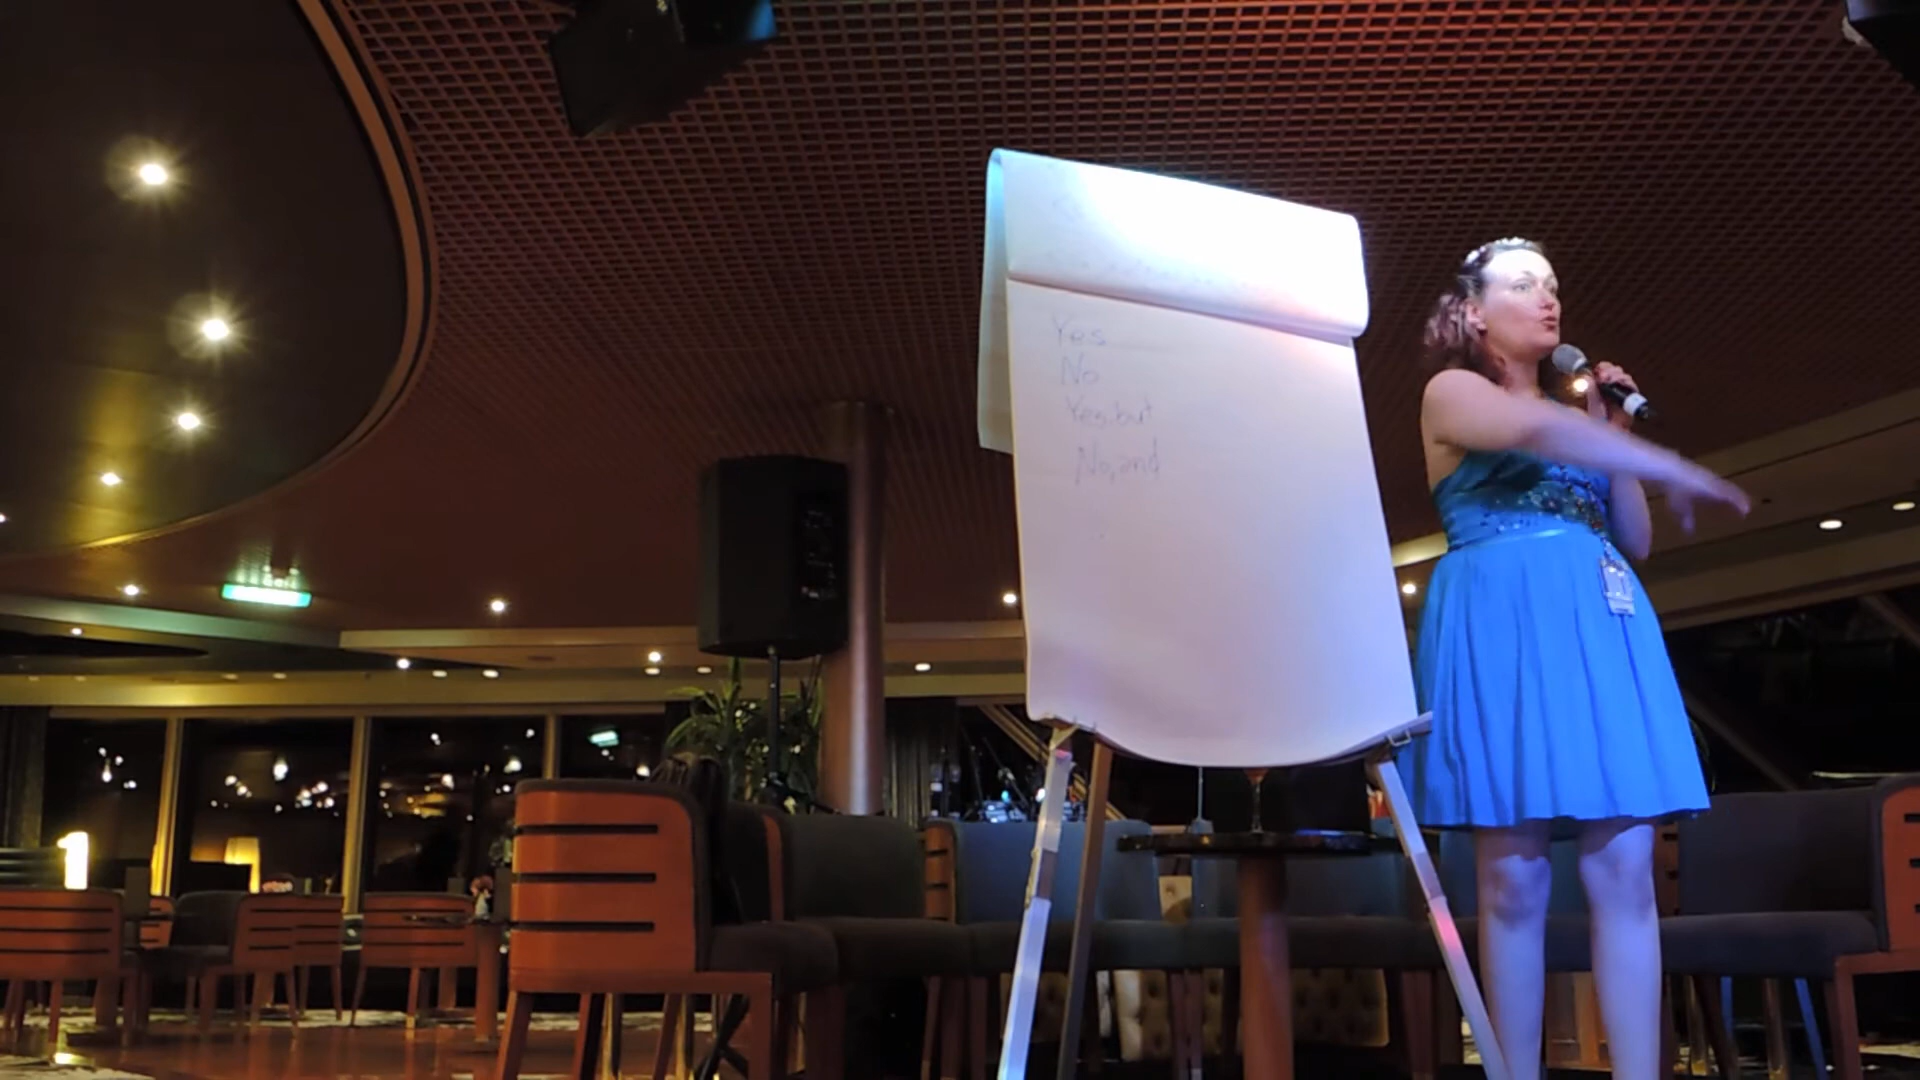 Yes
No
Yes, but
No, and